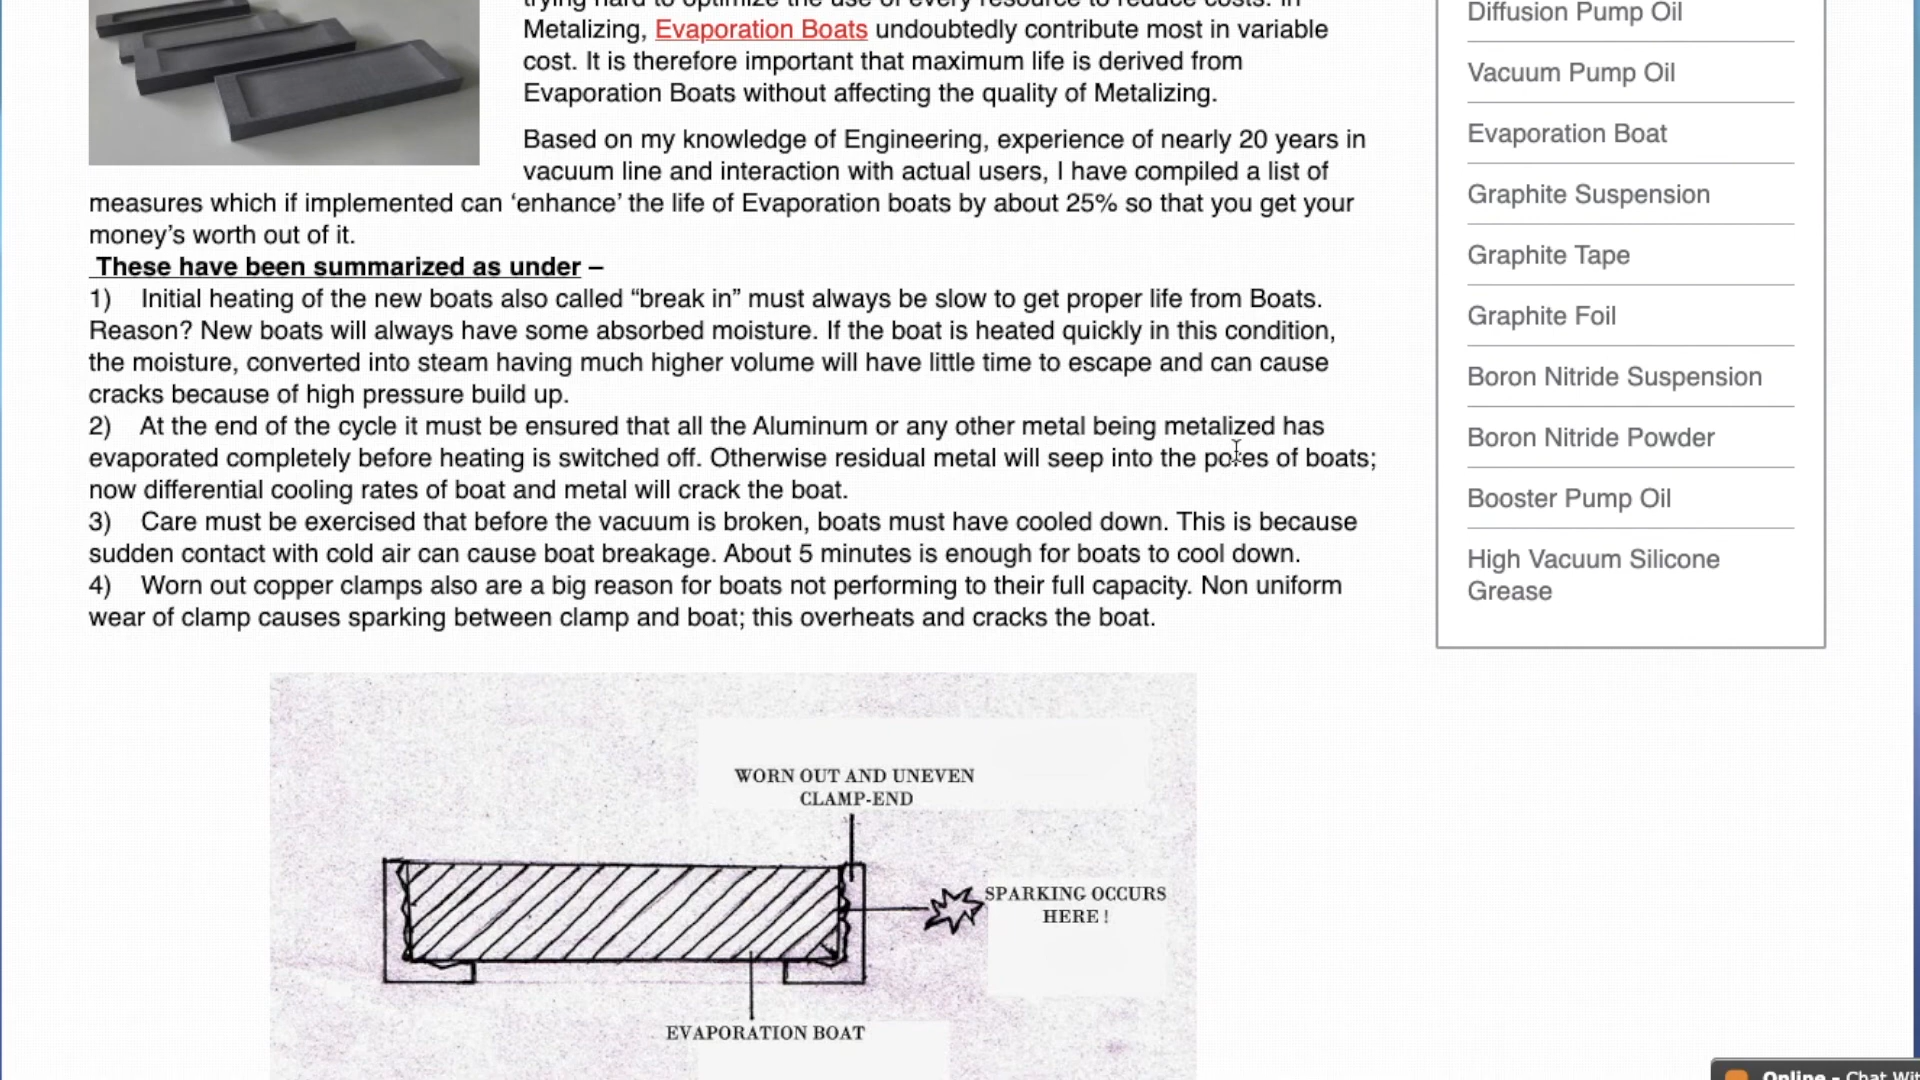 trying hard to optimize the use of every resource to reduce costs. In
Metalizing, Evaporation Boats undoubtedly contribute most in variable
cost. It is therefore important that maximum life is derived from
Evaporation Boats without affecting the quality of Metalizing.
Based on my knowledge of Engineering, experience of nearly 20 years in
vacuum line and interaction with actual users, I have compiled a list of
measures which if implemented can ‘enhance’ the life of Evaporation boats by about 25% so that you get your
money’s worth out of it.
These have been summarized as under –
1) Initial heating of the new boats also called “break in” must always be slow to get proper life from Boats.
Reason? New boats will always have some absorbed moisture. If the boat is heated quickly in this condition,
the moisture, converted into steam having much higher volume will have little time to escape and can cause
cracks because of high pressure build up.
2) At the end of the cycle it must be ensured that all the Aluminum or any other metal being metalized has
evaporated completely before heating is switched off. Otherwise residual metal will seep into the pores of boats;
now differential cooling rates of boat and metal will crack the boat.
3) Care must be exercised that before the vacuum is broken, boats must have cooled down. This is because
sudden contact with cold air can cause boat breakage. About 5 minutes is enough for boats to cool down.
4) Worn out copper clamps also are a big reason for boats not performing to their full capacity. Non uniform
wear of clamp causes sparking between clamp and boat; this overheats and cracks the boat.
WORN OUT AND UNEVEN
CLAMP-END
SPARKING OCCURS
HERE !
EVAPORATION BOAT
Diffusion Pump Oil
Vacuum Pump Oil
Evaporation Boat
Graphite Suspension
Graphite Tape
Graphite Foil
Boron Nitride Suspension
Boron Nitride Powder
Booster Pump Oil
High Vacuum Silicone
Grease
Online - Chat Wit